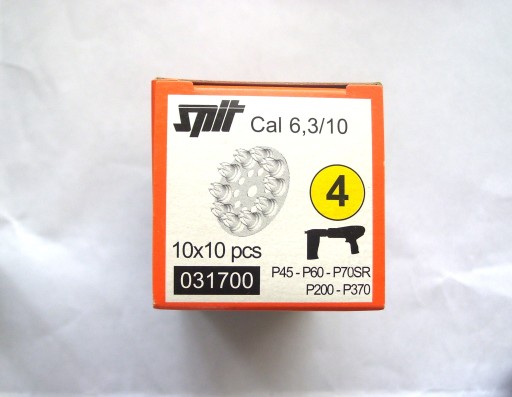 SPIT Cal 6,3/10
4
10x10 pcs
031700
P45 - P60 - P70SR
P200 - P370